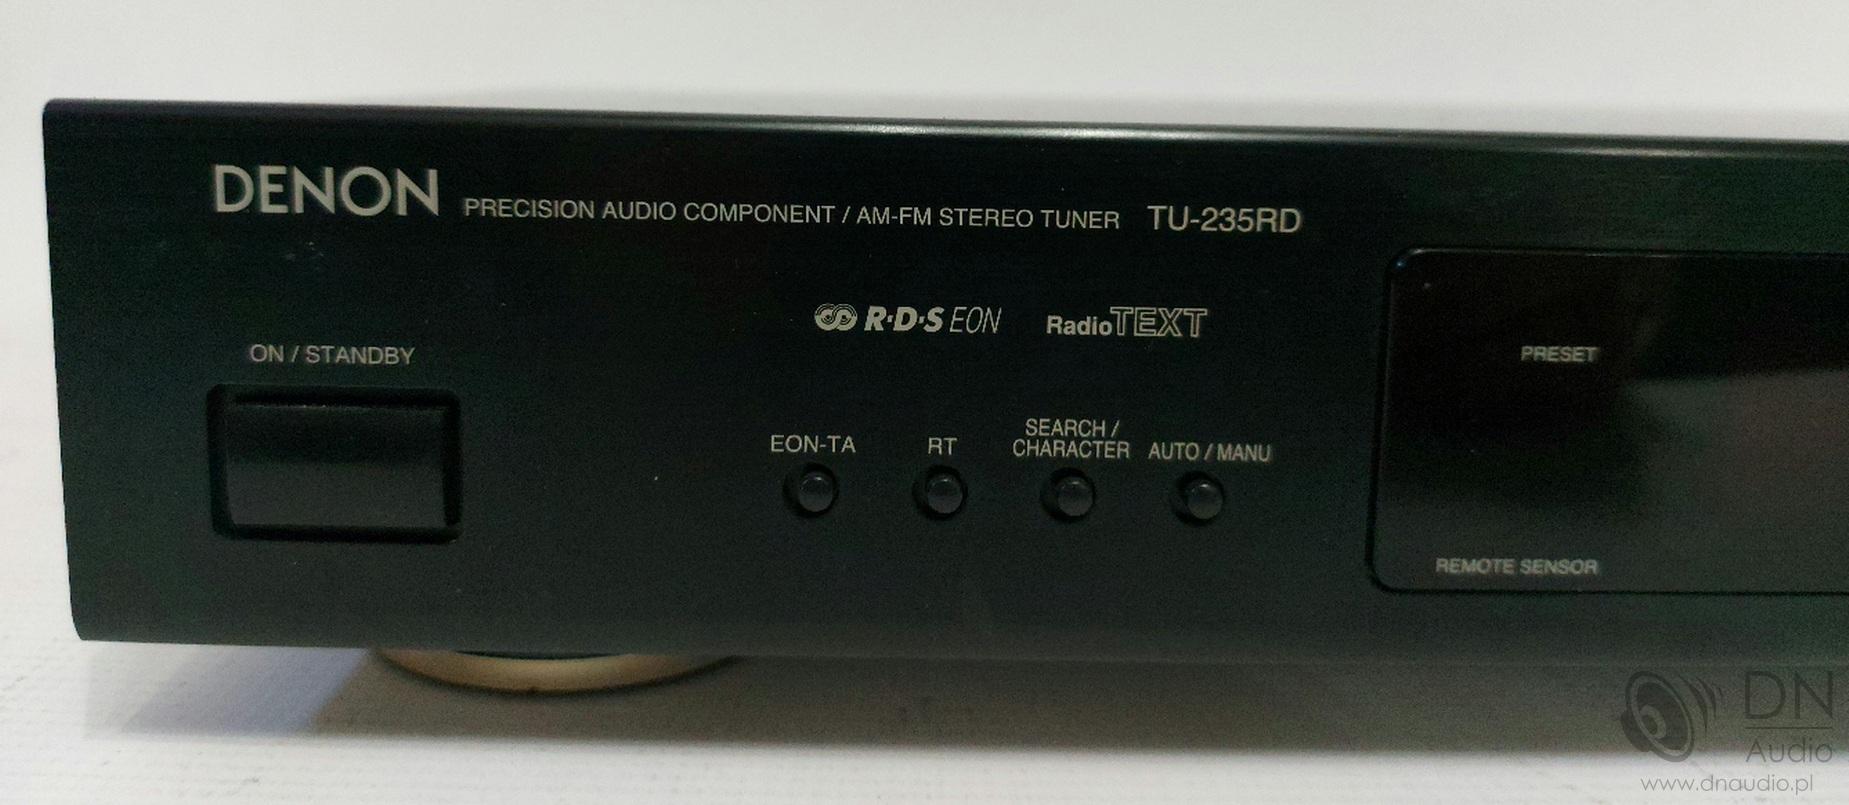 DENON PRECISION AUDIO COMPONENT / AM-FM STEREO TUNER TU-235RD
R·D·S EON RadioTEXT
PRESET
ON / STANDBY
EON-TA
RT
SEARCH /
CHARACTER
AUTO / MANU
REMOTE SENSOR
DN
Audio
www.dnaudio.pl